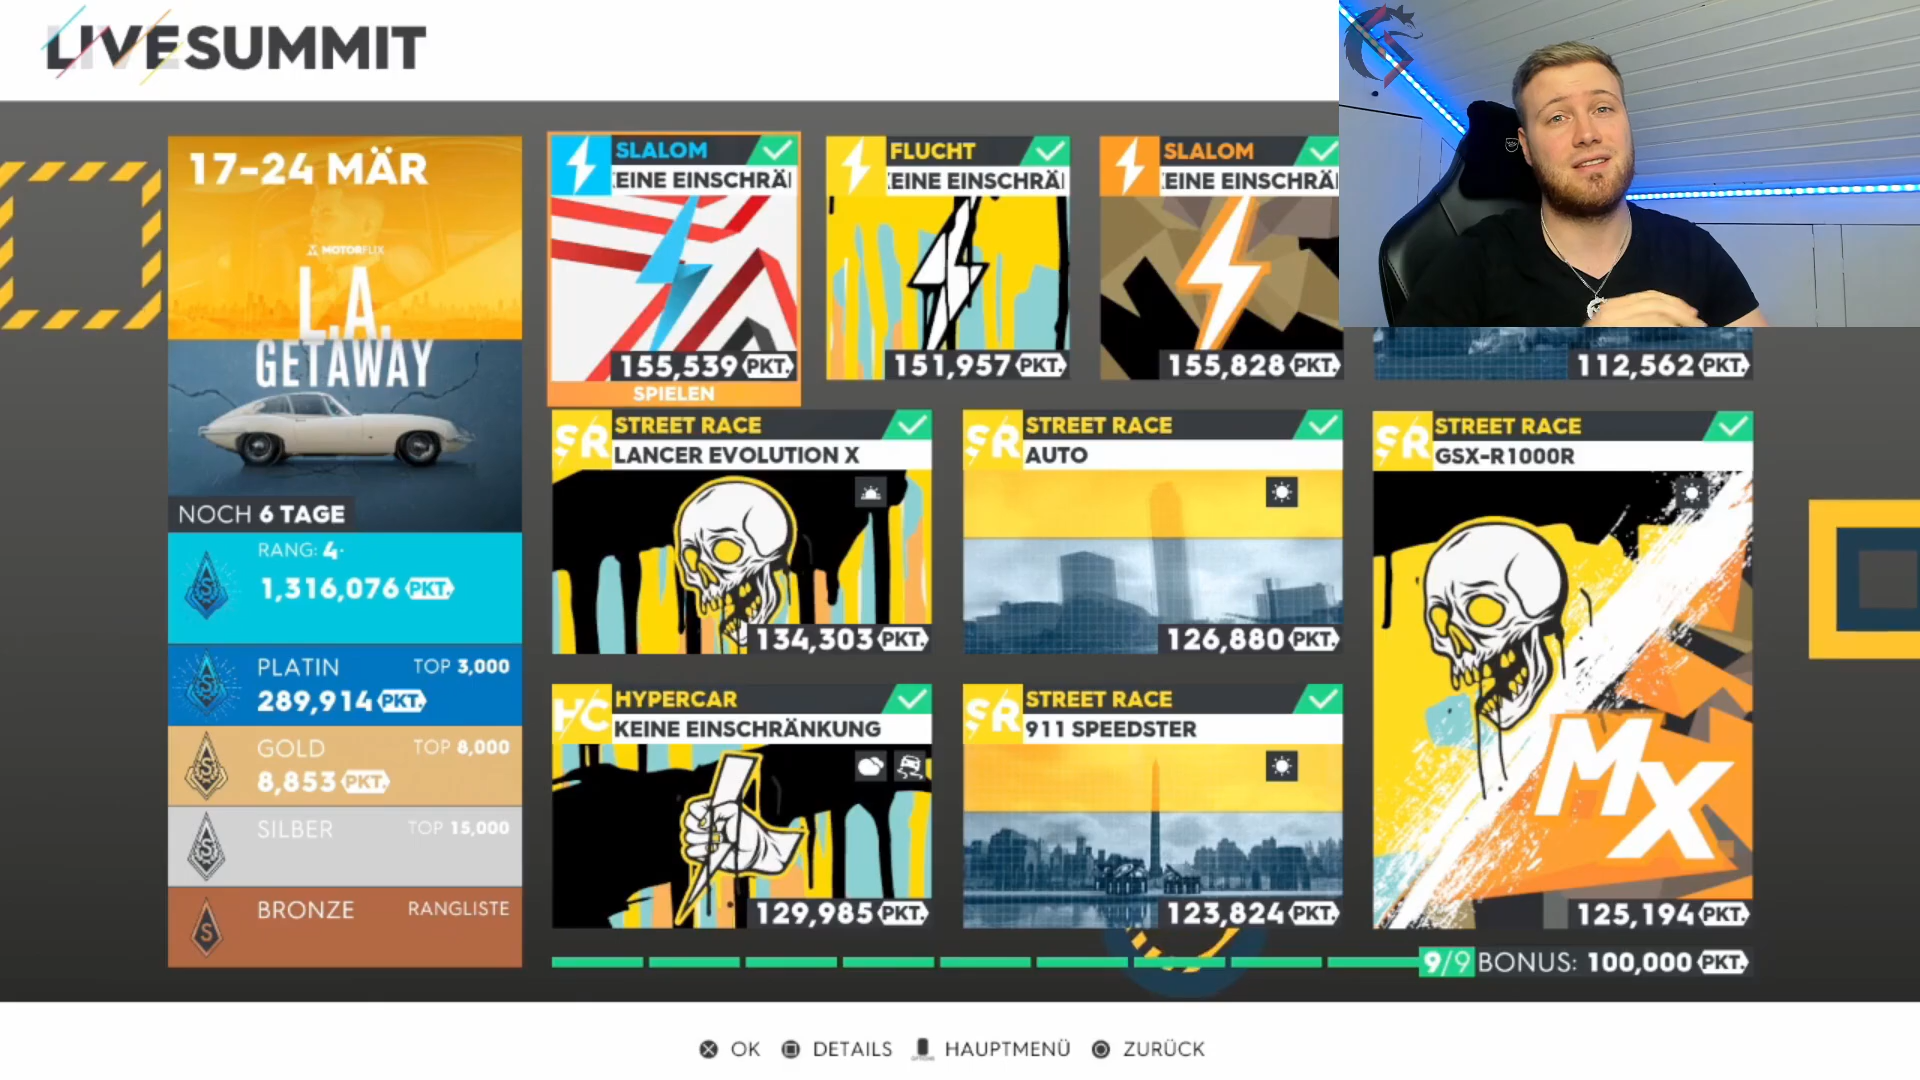 LIVESUMMIT
17-24 MÄR
MOTORFLIX
L.A.
GETAWAY
NOCH 6 TAGE
RANG: 4.
1,316,076 PKT.
PLATIN TOP 3,000
289,914 PKT.
GOLD TOP 8,000
8,853 PKT.
SILBER TOP 15,000
BRONZE RANGLISTE
SLALOM
EINE EINSCHRÄ
155,539 PKT.
SPIELEN
FLUCHT
EINE EINSCHRÄ
151,957 PKT.
SLALOM
EINE EINSCHRÄ
155,828 PKT.
112,562 PKT.
SR STREET RACE
LANCER EVOLUTION X
134,303 PKT.
SR STREET RACE
AUTO
126,880 PKT.
SR STREET RACE
GSX-R1000R
MX
125,194 PKT.
HC HYPERCAR
KEINE EINSCHRÄNKUNG
129,985 PKT.
SR STREET RACE
911 SPEEDSTER
123,824 PKT.
9/9 BONUS: 100,000 PKT.
OK DETAILS HAUPTMENÜ ZURÜCK